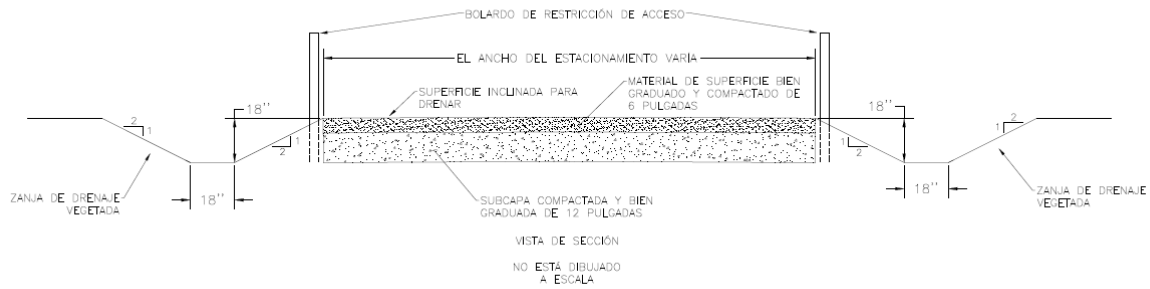 BOLARDO DE RESTRICCIÓN DE ACCESO
EL ANCHO DEL ESTACIONAMIENTO VARÍA
SUPERFICIE INCLINADA PARA
DRENAR
MATERIAL DE SUPERFICIE BIEN
GRADUADO Y COMPACTADO DE
6 PULGADAS
18''
18''
2
1
2
1
1
2
2
1
18''
18''
ZANJA DE DRENAJE
VEGETADA
ZANJA DE DRENAJE
VEGETADA
SUBCAPA COMPACTADA Y BIEN
GRADUADA DE 12 PULGADAS
VISTA DE SECCIÓN
NO ESTÁ DIBUJADO
A ESCALA